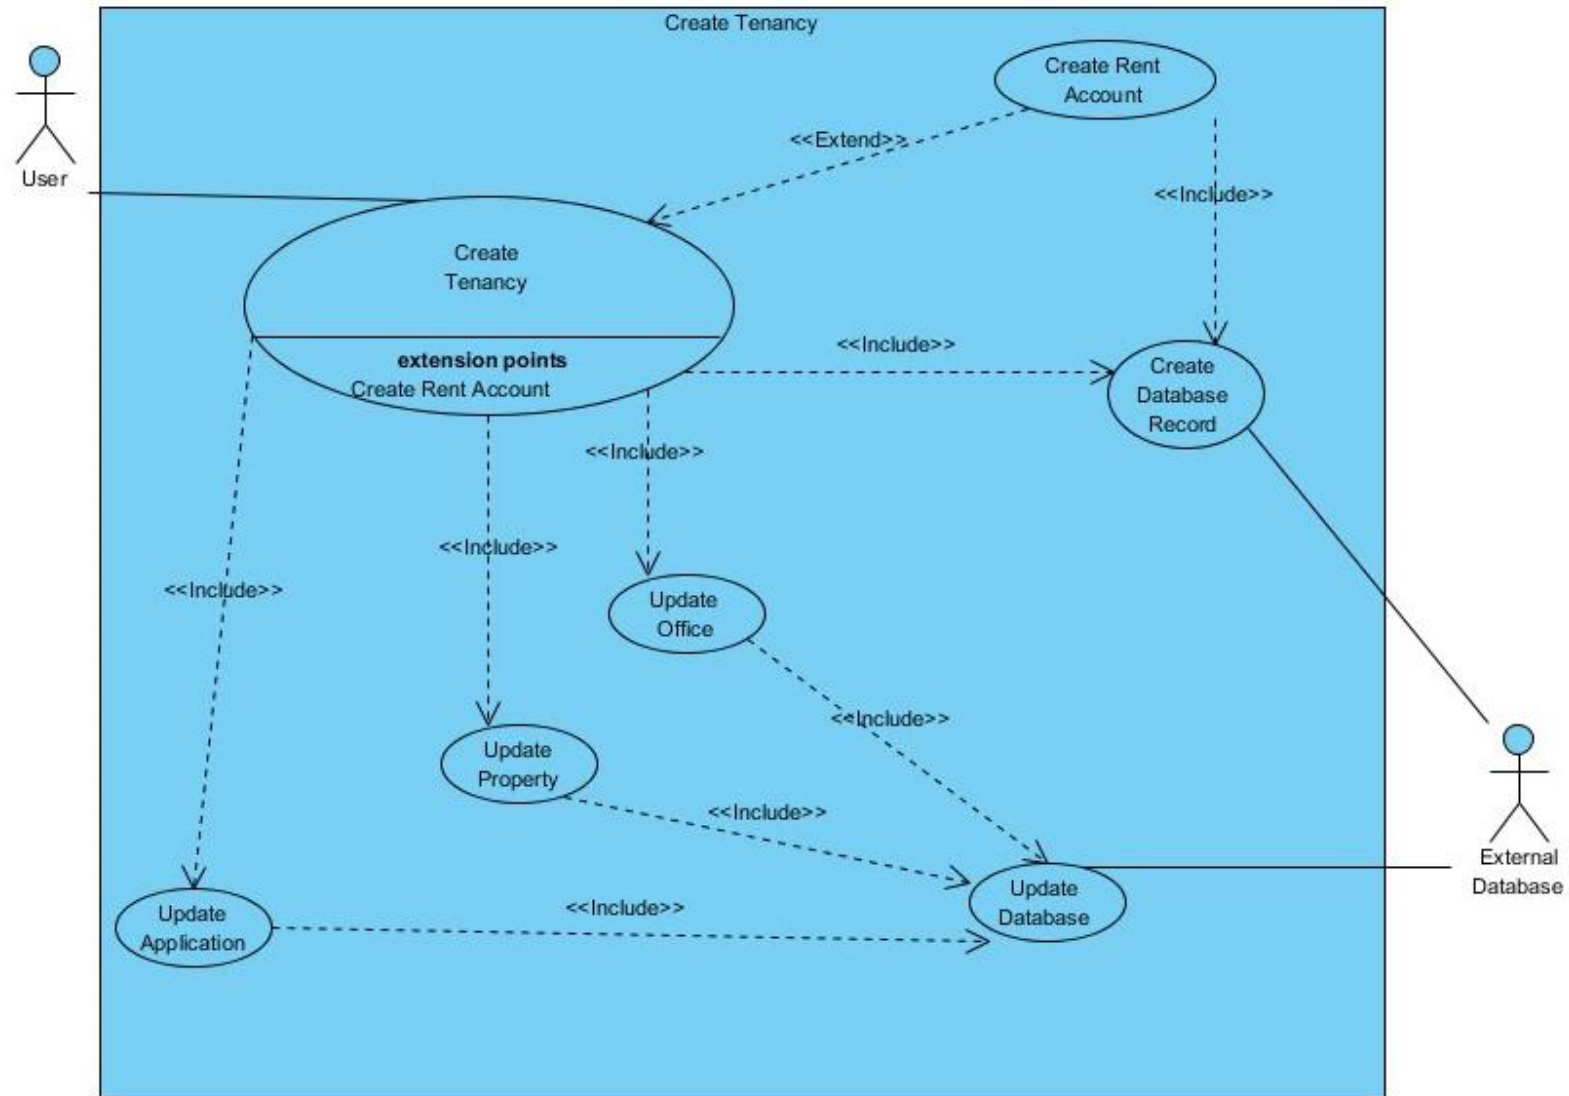 Create Tenancy
Create Rent
Account
<<Extend>>
User
<<Include>>
Create
Tenancy
extension points
Create Rent Account
<<Include>>
Create
Database
Record
<<Include>>
<<Include>>
<<Include>>
Update
Office
<<Include>>
Update
Property
<<Include>>
External
Database
Update
Database
<<Include>>
Update
Application